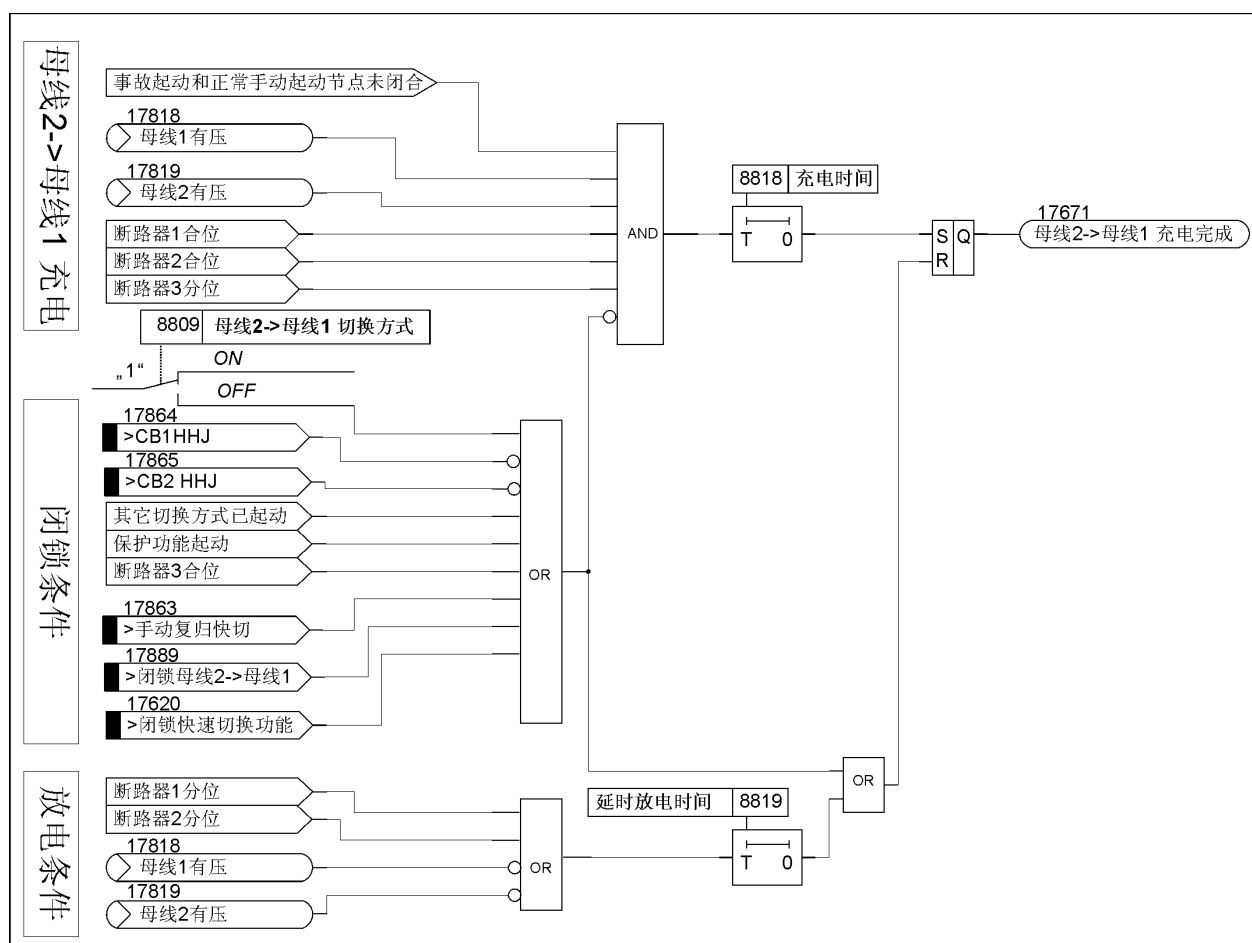 母线2->母线1 充电
事故起动和正常手动起动节点未闭合
17818
母线1有压
17819
母线2有压
断路器1合位
断路器2合位
断路器3分位
AND
8818 充电时间
T 0
S Q
R
17671
母线2->母线1 充电完成
8809 母线2->母线1 切换方式
„1“
ON
OFF
闭锁条件
17864
>CB1HHJ
17865
>CB2 HHJ
其它切换方式已起动
保护功能起动
断路器3合位
OR
17863
>手动复归快切
17889
>闭锁母线2->母线1
17620
>闭锁快速切换功能
放电条件
断路器1分位
断路器2分位
17818
母线1有压
17819
母线2有压
OR
延时放电时间 8819
T 0
OR